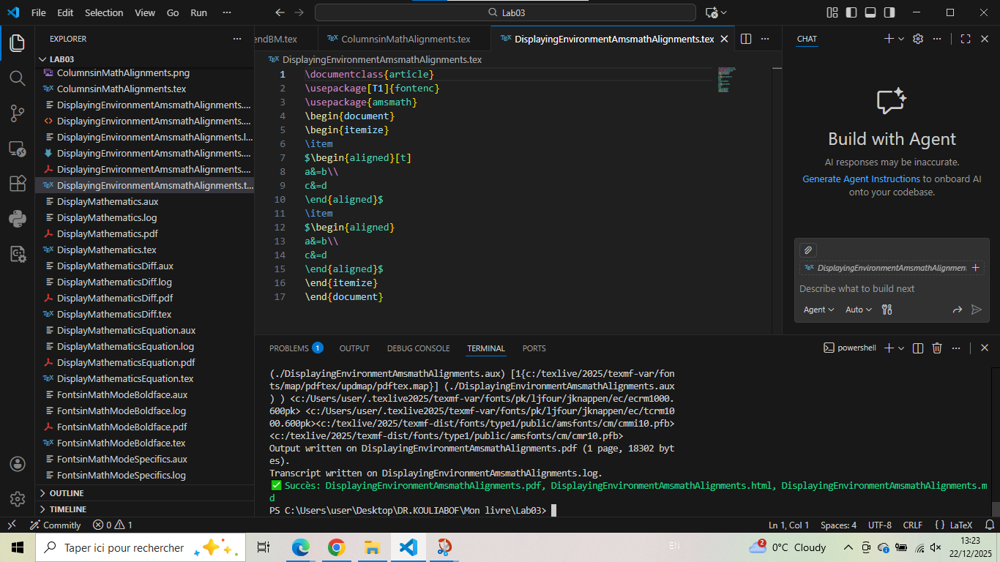 File Edit Selection View Go Run ···
Lab03
EXPLORER
LAB03
ColumnsinMathAlignments.png
ColumnsinMathAlignments.tex
DisplayingEnvironmentAmsmathAlignments....
DisplayingEnvironmentAmsmathAlignments....
DisplayingEnvironmentAmsmathAlignments.l...
DisplayingEnvironmentAmsmathAlignments....
DisplayingEnvironmentAmsmathAlignments....
DisplayingEnvironmentAmsmathAlignments.t...
DisplayMathematics.aux
DisplayMathematics.log
DisplayMathematics.pdf
DisplayMathematics.tex
DisplayMathematicsDiff.aux
DisplayMathematicsDiff.log
DisplayMathematicsDiff.pdf
DisplayMathematicsDiff.tex
DisplayMathematicsEquation.aux
DisplayMathematicsEquation.log
DisplayMathematicsEquation.pdf
DisplayMathematicsEquation.tex
FontsinMathModeBoldface.aux
FontsinMathModeBoldface.log
FontsinMathModeBoldface.pdf
FontsinMathModeBoldface.tex
FontsinMathModeSpecifics.aux
FontsinMathModeSpecifics.log
OUTLINE
TIMELINE
endBM.tex ColumnsinMathAlignments.tex DisplayingEnvironmentAmsmathAlignments.tex
DisplayingEnvironmentAmsmathAlignments.tex
1 \documentclass{article}
2 \usepackage[T1]{fontenc}
3 \usepackage{amsmath}
4 \begin{document}
5 \begin{itemize}
6 \item
7 $\begin{aligned}[t]
8 a&=b\\
9 c&=d
10 \end{aligned}$
11 \item
12 $\begin{aligned}
13 a&=b\\
14 c&=d
15 \end{aligned}$
16 \end{itemize}
17 \end{document}
CHAT
Build with Agent
AI responses may be inaccurate.
Generate Agent Instructions to onboard AI
onto your codebase.
DisplayingEnvironmentAmsmathAlignmen
Describe what to build next
Agent Auto
PROBLEMS 1 OUTPUT DEBUG CONSOLE TERMINAL PORTS
powershell
(./DisplayingEnvironmentAmsmathAlignments.aux) [1{c:/texlive/2025/texmf-var/fon
ts/map/pdftex/updmap/pdftex.map}] (./DisplayingEnvironmentAmsmathAlignments.aux
) ) <c:/Users/user/.texlive2025/texmf-var/fonts/pk/ljfour/jknappen/ec/ecrm1000.
600pk> <c:/Users/user/.texlive2025/texmf-var/fonts/pk/ljfour/jknappen/ec/tcrm10
00.600pk><c:/texlive/2025/texmf-dist/fonts/type1/public/amsfonts/cm/cmmi10.pfb>
<c:/texlive/2025/texmf-dist/fonts/type1/public/amsfonts/cm/cmr10.pfb>
Output written on DisplayingEnvironmentAmsmathAlignments.pdf (1 page, 18302 byt
es).
Transcript written on DisplayingEnvironmentAmsmathAlignments.log.
✅ Succès: DisplayingEnvironmentAmsmathAlignments.pdf, DisplayingEnvironmentAmsmathAlignments.html, DisplayingEnvironmentAmsmathAlignments.m
d
PS C:\Users\user\Desktop\DR.KOULIABOF\Mon livre\Lab03>
Commitly 0 1 Ln 1, Col 1 Spaces: 4 UTF-8 CRLF {} LaTeX
Taper ici pour rechercher
EN
2 0°C Cloudy
13:23
22/12/2025